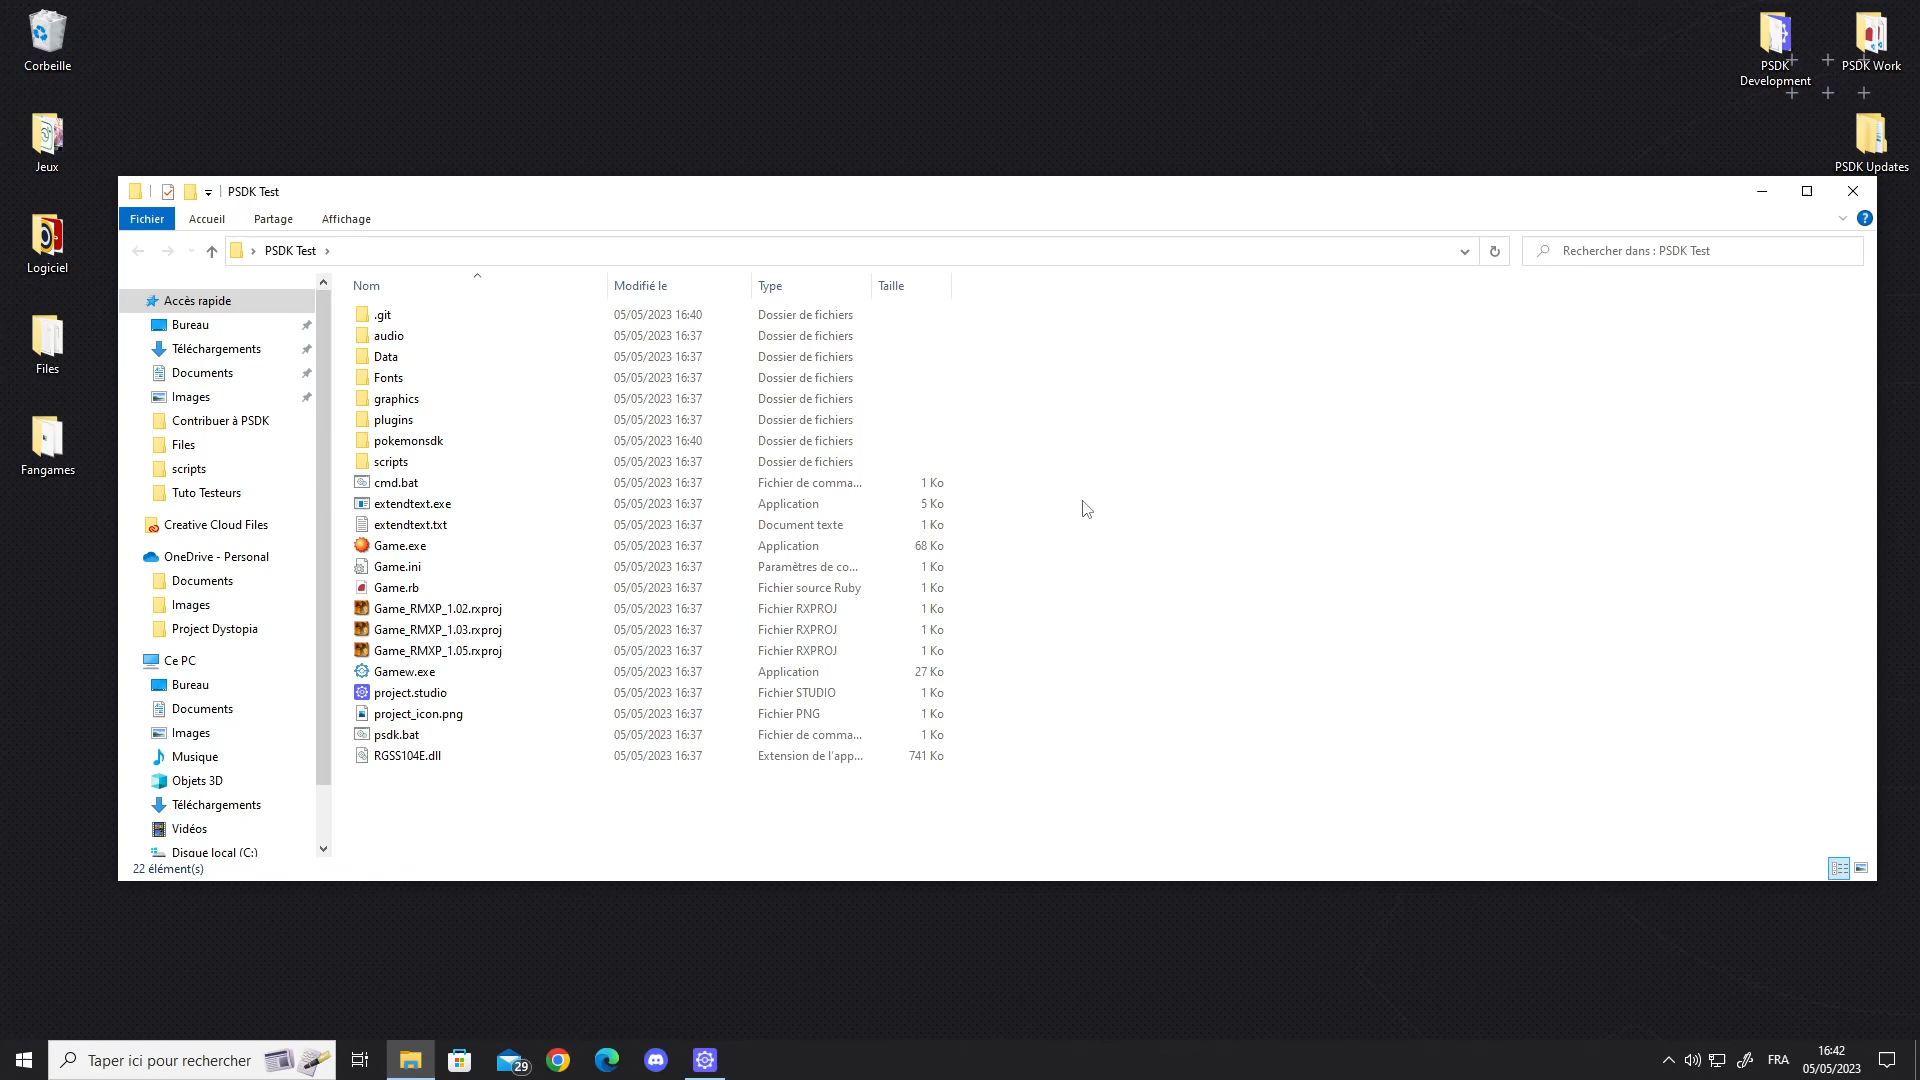 Corbeille
Jeux
Logiciel
Files
Fangames
PSDK
Development
PSDK Work
PSDK Updates
PSDK Test
Fichier
Accueil
Partage
Affichage
PSDK Test
Rechercher dans : PSDK Test
Accès rapide
Bureau
Téléchargements
Documents
Images
Contribuer à PSDK
Files
scripts
Tuto Testeurs
Creative Cloud Files
OneDrive - Personal
Documents
Images
Project Dystopia
Ce PC
Bureau
Documents
Images
Musique
Objets 3D
Téléchargements
Vidéos
Disque local (C:)
Nom Modifié le Type Taille
.git 05/05/2023 16:40 Dossier de fichiers
audio 05/05/2023 16:37 Dossier de fichiers
Data 05/05/2023 16:37 Dossier de fichiers
Fonts 05/05/2023 16:37 Dossier de fichiers
graphics 05/05/2023 16:37 Dossier de fichiers
plugins 05/05/2023 16:37 Dossier de fichiers
pokemonsdk 05/05/2023 16:40 Dossier de fichiers
scripts 05/05/2023 16:37 Dossier de fichiers
cmd.bat 05/05/2023 16:37 Fichier de comma... 1 Ko
extendtext.exe 05/05/2023 16:37 Application 5 Ko
extendtext.txt 05/05/2023 16:37 Document texte 1 Ko
Game.exe 05/05/2023 16:37 Application 68 Ko
Game.ini 05/05/2023 16:37 Paramètres de co... 1 Ko
Game.rb 05/05/2023 16:37 Fichier source Ruby 1 Ko
Game_RMXP_1.02.rxproj 05/05/2023 16:37 Fichier RXPROJ 1 Ko
Game_RMXP_1.03.rxproj 05/05/2023 16:37 Fichier RXPROJ 1 Ko
Game_RMXP_1.05.rxproj 05/05/2023 16:37 Fichier RXPROJ 1 Ko
Gamew.exe 05/05/2023 16:37 Application 27 Ko
project.studio 05/05/2023 16:37 Fichier STUDIO 1 Ko
project_icon.png 05/05/2023 16:37 Fichier PNG 1 Ko
psdk.bat 05/05/2023 16:37 Fichier de comma... 1 Ko
RGSS104E.dll 05/05/2023 16:37 Extension de l'app... 741 Ko
22 élément(s)
Taper ici pour rechercher
29
FRA
16:42
05/05/2023